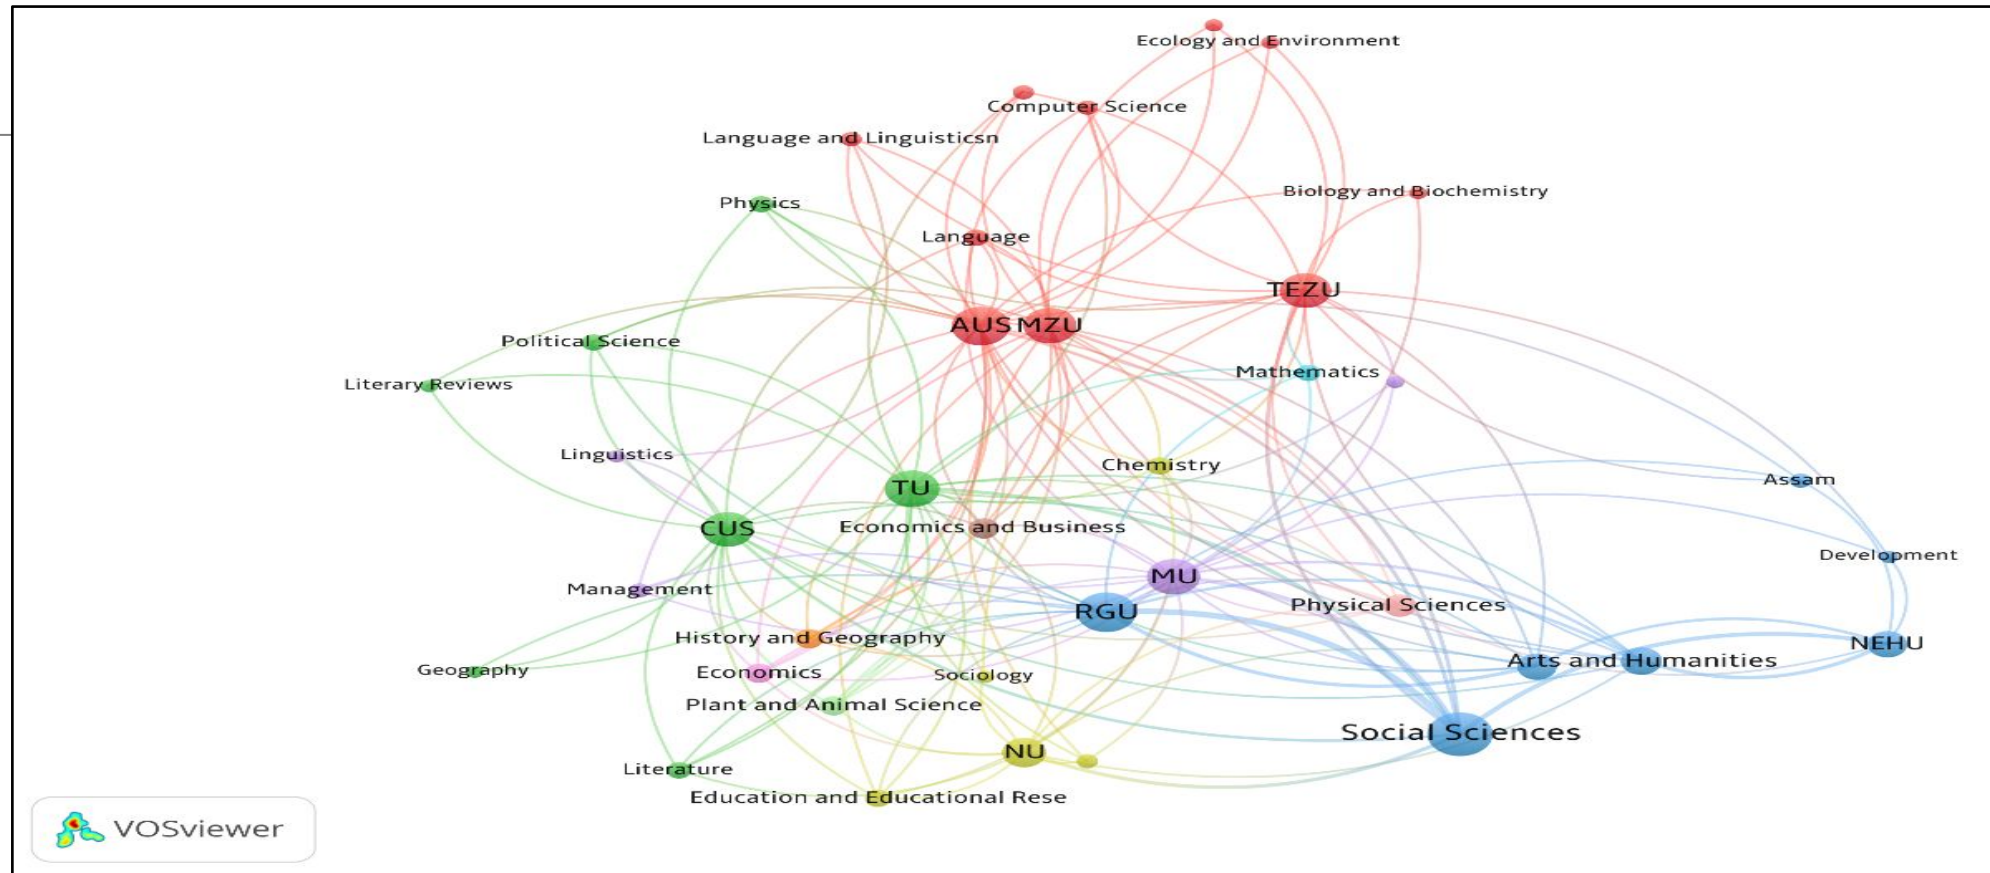 Ecology and Environment
Computer Science
Language and Linguisticsn
Biology and Biochemistry
Physics
Language
TEZU
AUS
MZU
Political Science
Mathematics
Literary Reviews
Linguistics
Chemistry
Assam
TU
CUS
Economics and Business
Development
MU
Management
Physical Sciences
RGU
History and Geography
NEHU
Arts and Humanities
Geography
Economics
Sociology
Plant and Animal Science
Social Sciences
NU
Literature
Education and Educational Rese
VOSviewer